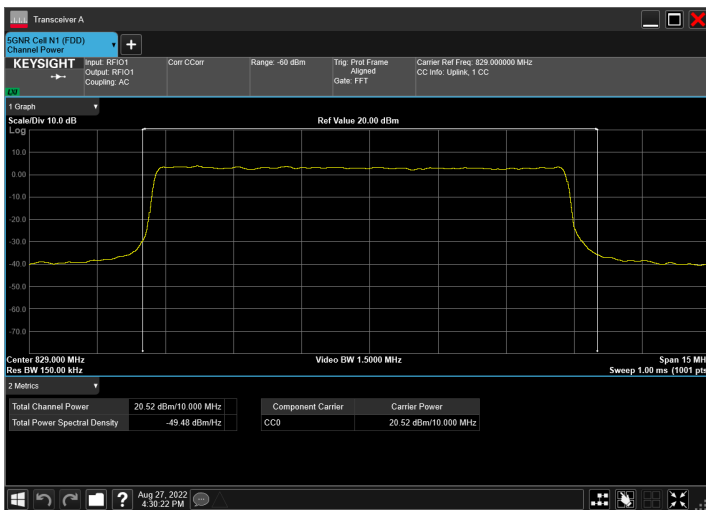 Transceiver A
5GNR Cell N1 (FDD)
Channel Power
KEYSIGHT
LXI
Input: RFIO1
Output: RFIO1
Coupling: AC
Corr CCorr
Range: -60 dBm
Trig: Prot Frame
Aligned
Gate: FFT
Carrier Ref Freq: 829.000000 MHz
CC Info: Uplink, 1 CC
1 Graph
Scale/Div 10.0 dB
Ref Value 20.00 dBm
Log
10.0
0.00
-10.0
-20.0
-30.0
-40.0
-50.0
-60.0
-70.0
Center 829.000 MHz
Video BW 1.5000 MHz
Span 15 MH
Res BW 150.00 kHz
Sweep 1.00 ms (1001 pts
2 Metrics
Total Channel Power 20.52 dBm/10.000 MHz
Total Power Spectral Density -49.48 dBm/Hz
Component Carrier Carrier Power
CC0 20.52 dBm/10.000 MHz
?
Aug 27, 2022
4:30:22 PM